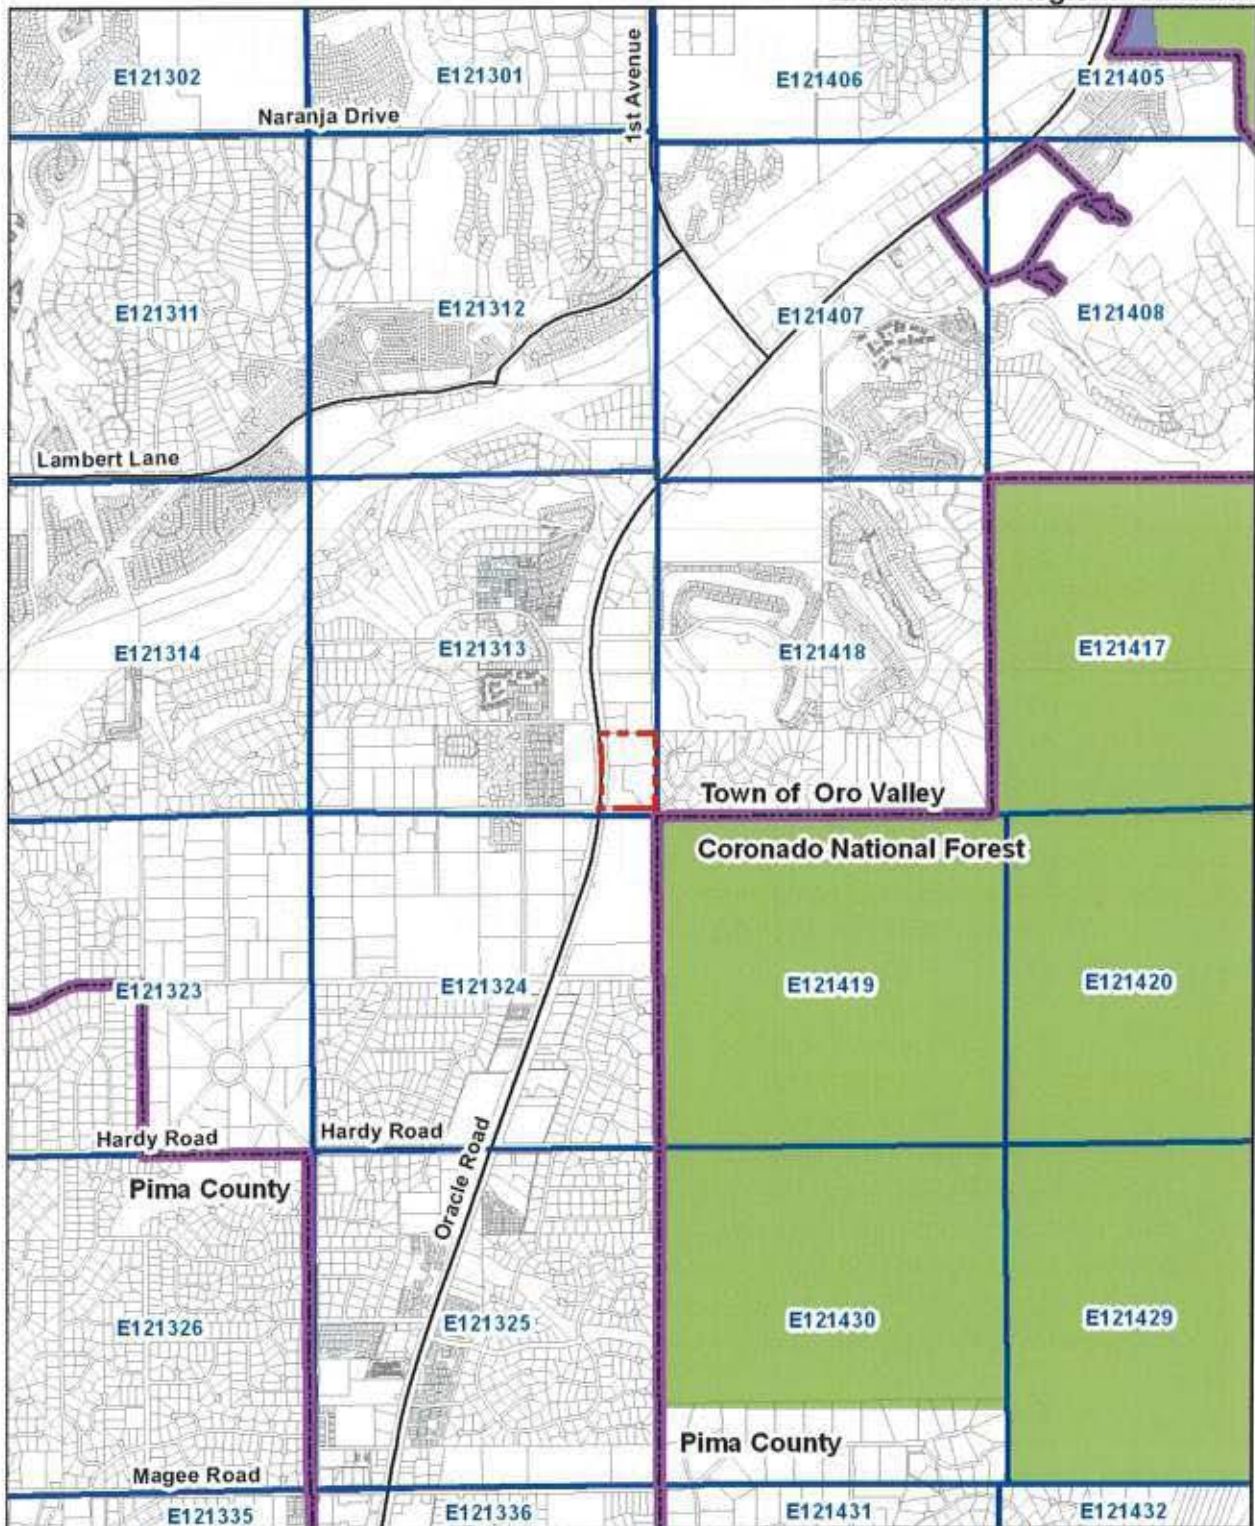 1st Avenue
E121302
E121301
E121406
E121405
Naranja Drive
E121311
E121312
E121407
E121408
Lambert Lane
E121314
E121313
E121418
E121417
Town of Oro Valley
Coronado National Forest
E121323
E121324
E121419
E121420
Hardy Road
Hardy Road
Oracle Road
Pima County
E121326
E121325
E121430
E121429
Pima County
Magee Road
E121335
E121336
E121431
E121432